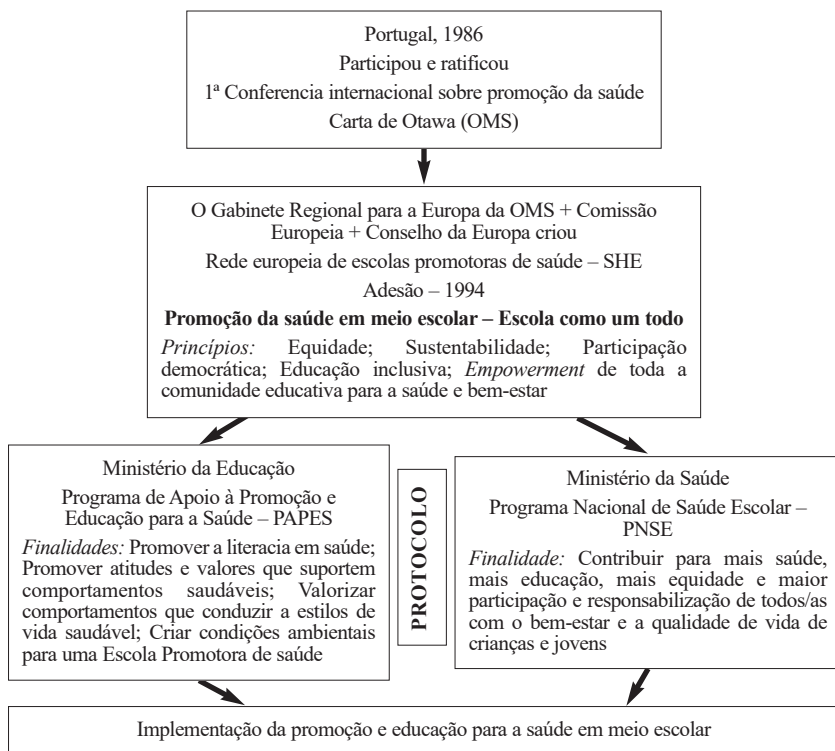 Portugal, 1986
Participou e ratificou
1ª Conferencia internacional sobre promoção da saúde
Carta de Otawa (OMS)
O Gabinete Regional para a Europa da OMS + Comissão
Europeia + Conselho da Europa criou
Rede europeia de escolas promotoras de saúde – SHE
Adesão – 1994
Promoção da saúde em meio escolar – Escola como um todo
Princípios: Equidade; Sustentabilidade; Participação
democrática; Educação inclusiva; Empowerment de toda a
comunidade educativa para a saúde e bem-estar
Ministério da Educação
Programa de Apoio à Promoção e
Educação para a Saúde – PAPES
Finalidades: Promover a literacia em saúde;
Promover atitudes e valores que suportem
comportamentos saudáveis; Valorizar
comportamentos que conduzir a estilos de
vida saudável; Criar condições ambientais
para uma Escola Promotora de saúde
PROTOCOLO
Ministério da Saúde
Programa Nacional de Saúde Escolar –
PNSE
Finalidade: Contribuir para mais saúde,
mais educação, mais equidade e maior
participação e responsabilização de todos/as
com o bem-estar e a qualidade de vida de
crianças e jovens
Implementação da promoção e educação para a saúde em meio escolar